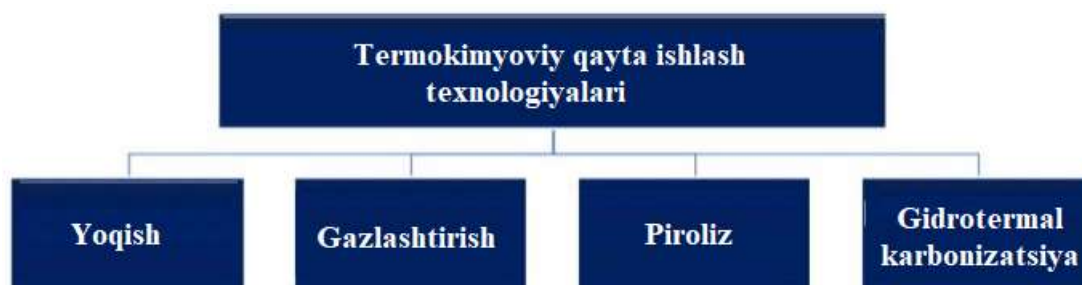 Termokimyoviy qayta ishlash
texnologiyalari
Yoqish
Gazlashtirish
Piroliz
Gidrotermal
karbonizatsiya